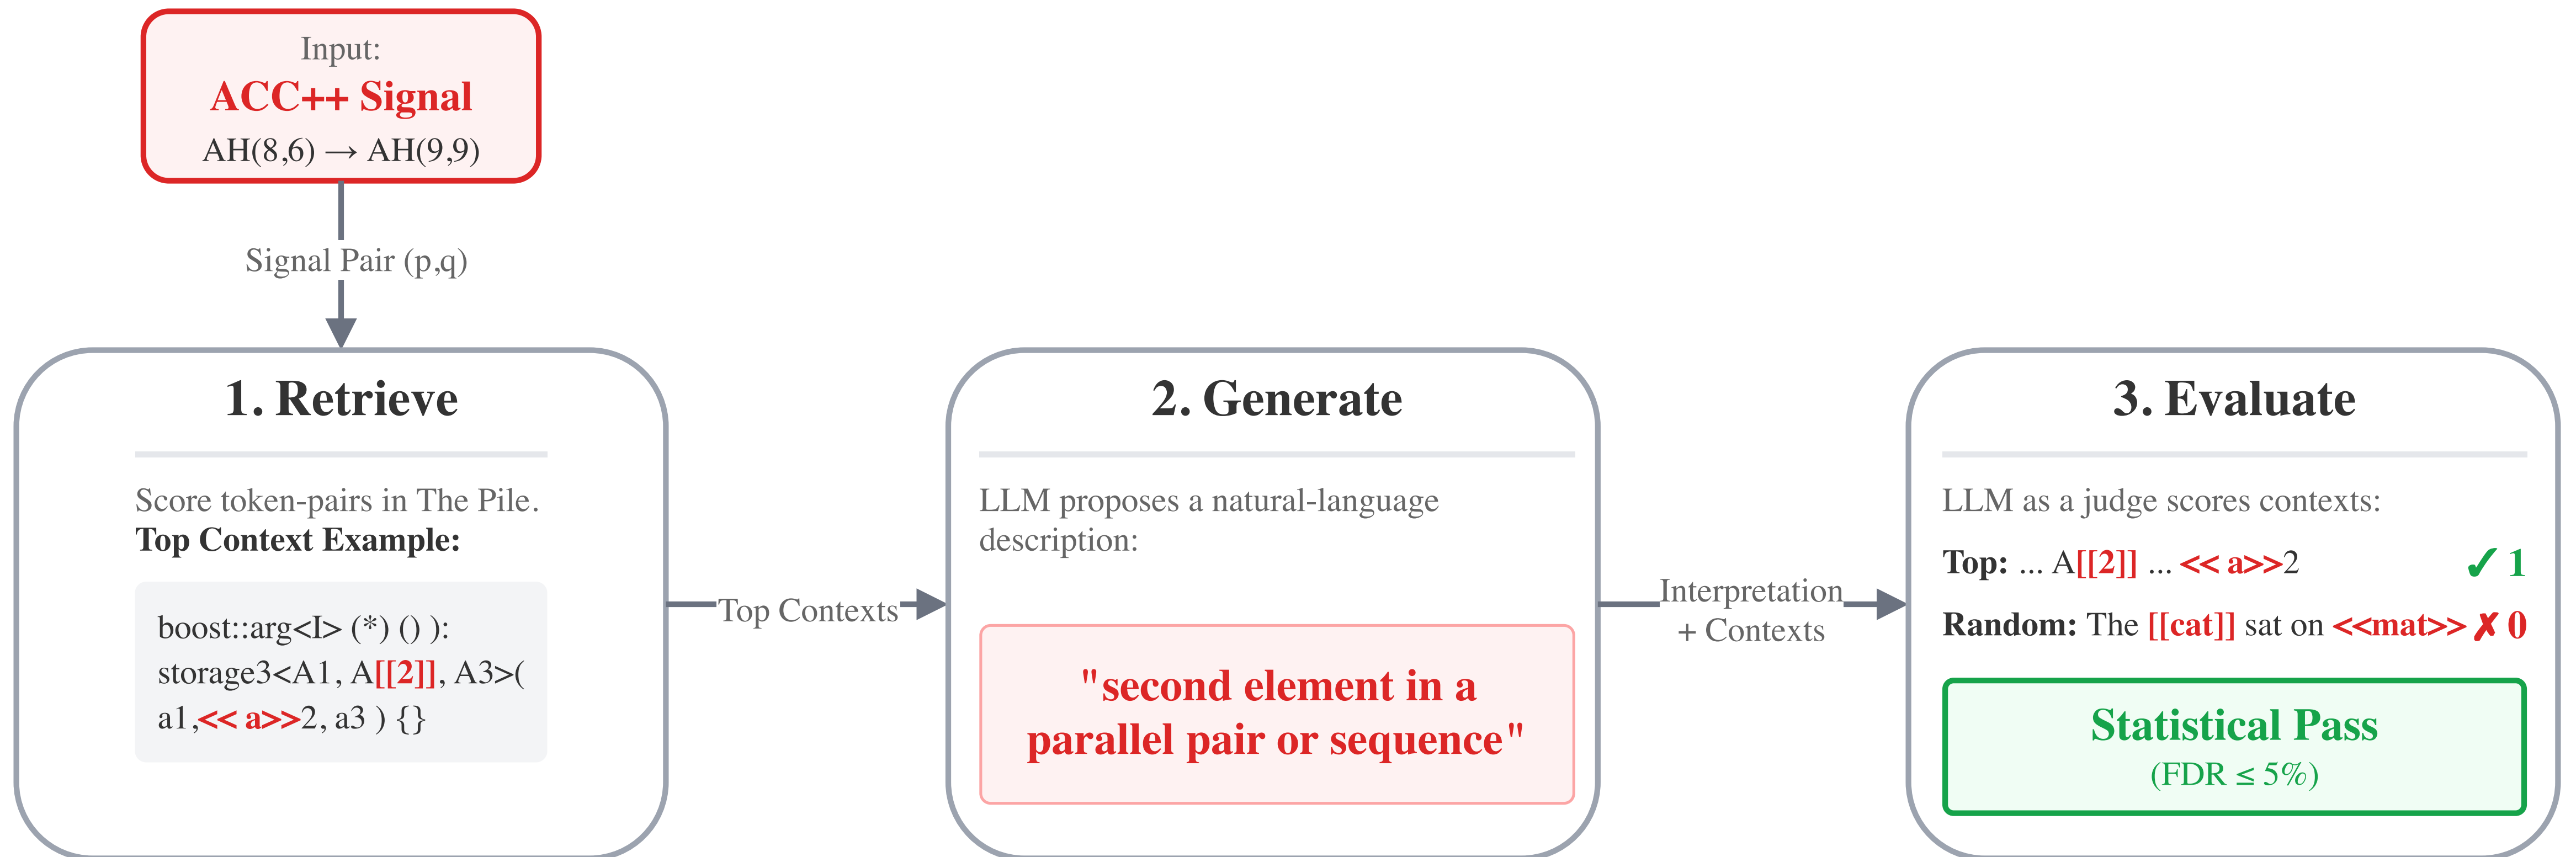 Input:
ACC++ Signal
AH(8,6) → AH(9,9)
Signal Pair (p,q)
1. Retrieve
Score token-pairs in The Pile.
Top Context Example:
boost::arg<I> (*) () ):
storage3<A1, A[[2]], A3>(
a1,<< a>>2, a3 ) {}
Top Contexts
2. Generate
LLM proposes a natural-language
description:
"second element in a
parallel pair or sequence"
Interpretation
+ Contexts
3. Evaluate
LLM as a judge scores contexts:
Top: ... A[[2]] ... << a>>2 ✓ 1
Random: The [[cat]] sat on <<mat>> ✗ 0
Statistical Pass
(FDR ≤ 5%)